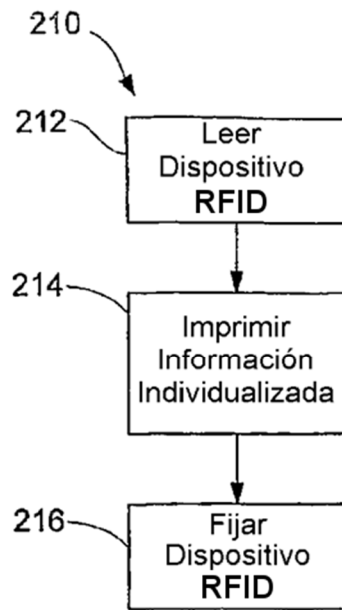 210
212
Leer
Dispositivo
RFID
214
Imprimir
Información
Individualizada
216
Fijar
Dispositivo
RFID